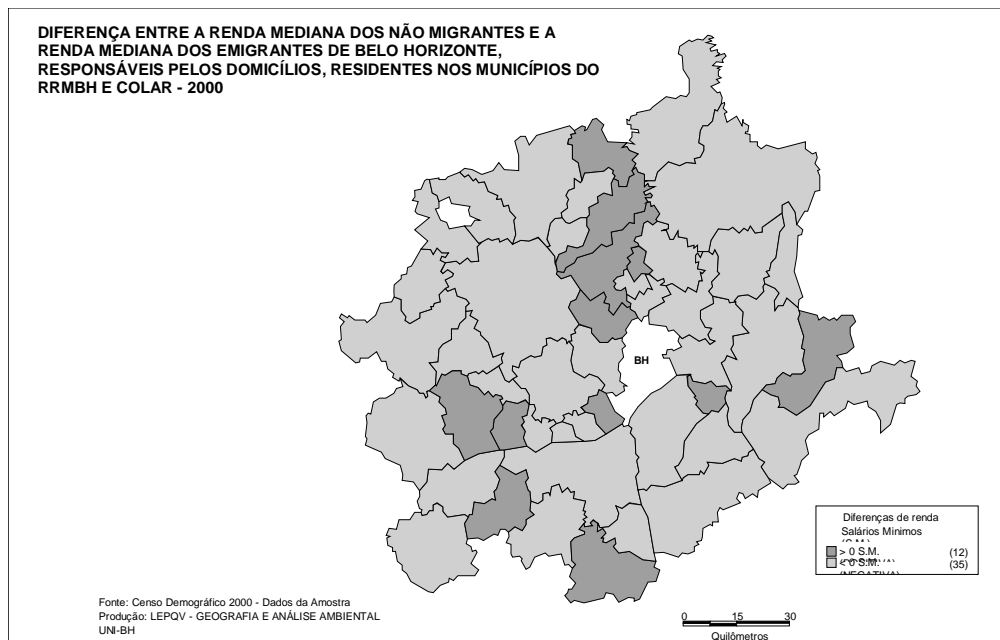 DIFERENÇA ENTRE A RENDA MEDIANA DOS NÃO MIGRANTES E A
RENDA MEDIANA DOS EMIGRANTES DE BELO HORIZONTE,
RESPONSÁVEIS PELOS DOMICÍLIOS, RESIDENTES NOS MUNICÍPIOS DO
RRMBH E COLAR - 2000
BH
Diferenças de renda
Salários Minimos
> 0 S.M. (12)
< 0 S.M. (35)
(NEGATIVA)
Fonte: Censo Demográfico 2000 - Dados da Amostra
Produção: LEPQV - GEOGRAFIA E ANÁLISE AMBIENTAL
UNI-BH
0 15 30
Quilômetros